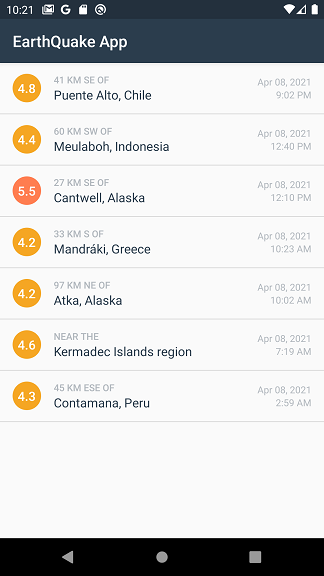 10:21
EarthQuake App
4.8
41 KM SE OF
Puente Alto, Chile
Apr 08, 2021
9:02 PM
4.4
60 KM SW OF
Meulaboh, Indonesia
Apr 08, 2021
12:40 PM
5.5
27 KM SE OF
Cantwell, Alaska
Apr 08, 2021
12:10 PM
4.2
33 KM S OF
Mandráki, Greece
Apr 08, 2021
10:23 AM
4.2
97 KM NE OF
Atka, Alaska
Apr 08, 2021
10:02 AM
4.6
NEAR THE
Kermadec Islands region
Apr 08, 2021
7:19 AM
4.3
45 KM ESE OF
Contamana, Peru
Apr 08, 2021
2:59 AM